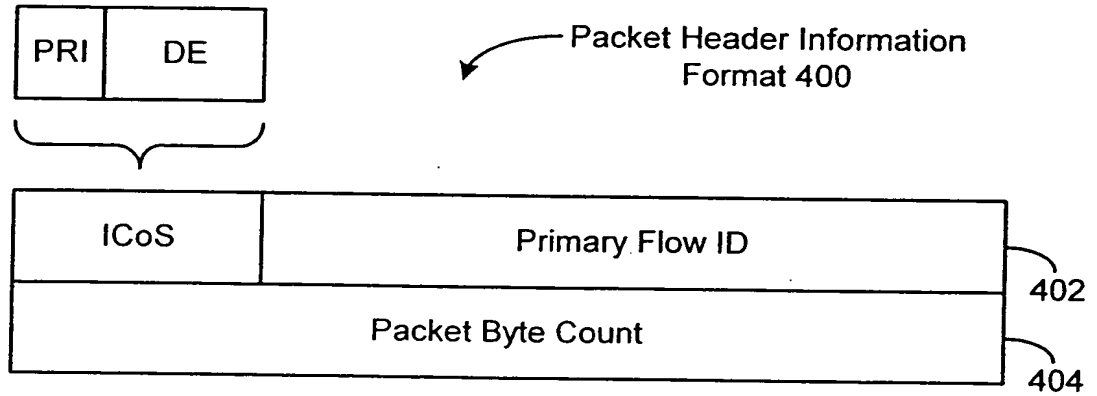 PRI DE
Packet Header Information
Format 400
ICoS Primary Flow ID
402
Packet Byte Count
404